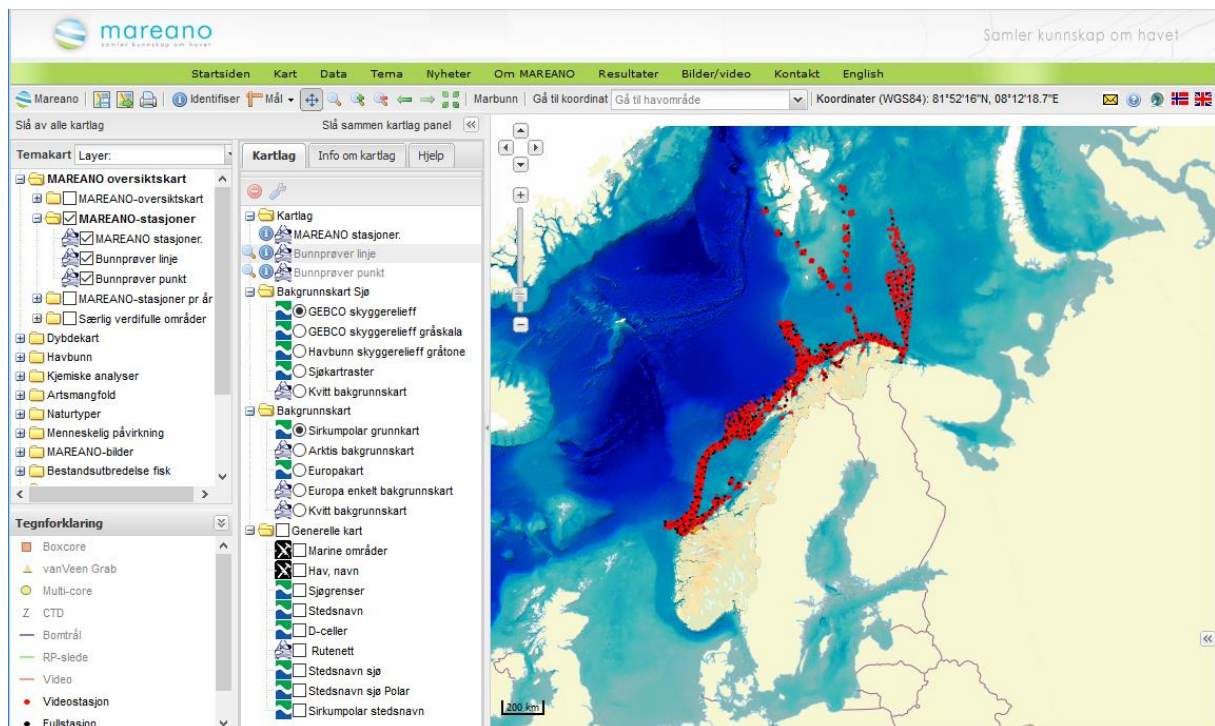 mareano
samler kunnskap om havet
Samler kunnskap om havet
Startsiden Kart Data Tema Nyheter Om MAREANO Resultater Bilder/video Kontakt English
Mareano Identifiser Mål Marbunn Gå til koordinat Gå til havområde Koordinater (WGS84): 81°52'16"N, 08°12'18.7"E
Slå av alle kartlag Slå sammen kartlag panel
Temakart Layer:
MAREANO oversiktskart
MAREANO-oversiktskart
MAREANO-stasjoner
MAREANO stasjoner.
Bunnprøver linje
Bunnprøver punkt
MAREANO-stasjoner pr år
Særlig verdifulle områder
Dybdekart
Havbunn
Kjemiske analyser
Artsmangfold
Naturtyper
Menneskelig påvirkning
MAREANO-bilder
Bestandsutbredelse fisk
Tegnforklaring
Boxcore
vanVeen Grab
Multi-core
Z CTD
Bomtrål
RP-slede
Video
Videostasjon
Fullstasjon
Kartlag Info om kartlag Hjelp
Kartlag
MAREANO stasjoner.
Bunnprøver linje
Bunnprøver punkt
Bakgrunnskart Sjø
GEBCO skyggerelieff
GEBCO skyggerelieff gråskala
Havbunn skyggerelieff gråtone
Sjøkartraster
Kvitt bakgrunnskart
Bakgrunnskart
Sirkumpolar grunnkart
Arktis bakgrunnskart
Europakart
Europa enkelt bakgrunnskart
Kvitt bakgrunnskart
Generelle kart
Marine områder
Hav, navn
Sjøgrenser
Stedsnavn
D-celler
Rutenett
Stedsnavn sjø
Stedsnavn sjø Polar
Sirkumpolar stedsnavn
200 km